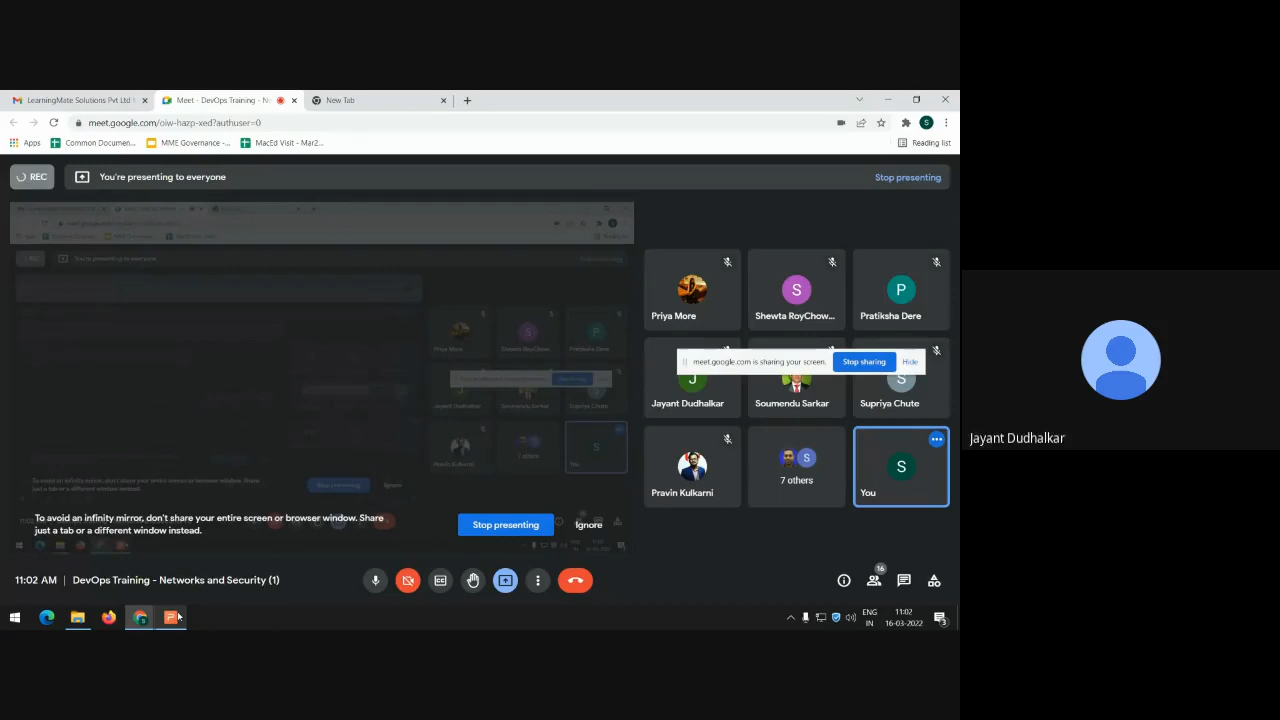 LearningMate Solutions Pvt Ltd
Meet - DevOps Training - Ne
New Tab
meet.google.com/oiw-hazp-xed?authuser=0
Apps
Common Documen...
MME Governance -...
MacEd Visit - Mar2...
Reading list
REC
You're presenting to everyone
Stop presenting
Priya More
S
Shewta RoyChow...
P
Pratiksha Dere
meet.google.com is sharing your screen.
Stop sharing
Hide
J
Jayant Dudhalkar
Soumendu Sarkar
S
Supriya Chute
Pravin Kulkarni
S
7 others
S
You
To avoid an infinity mirror, don't share your entire screen or browser window. Share
just a tab or a different window instead.
Stop presenting
Ignore
11:02 AM | DevOps Training - Networks and Security (1)
16
ENG
IN
11:02
16-03-2022
3
Jayant Dudhalkar